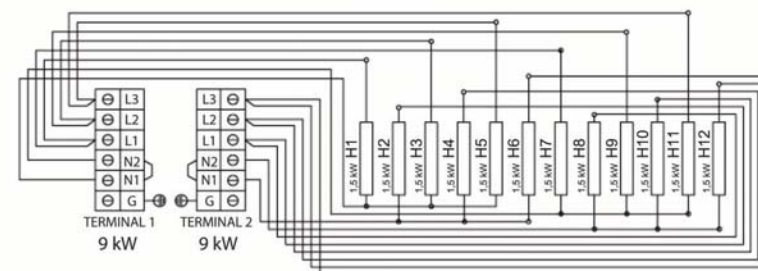 L3
L2
L1
N2
N1
G
TERMINAL 1
9 kW
L3
L2
L1
N2
N1
G
TERMINAL 2
9 kW
H1
1,5 kW
H2
1,5 kW
H3
1,5 kW
H4
1,5 kW
H5
1,5 kW
H6
1,5 kW
H7
1,5 kW
H8
1,5 kW
H9
1,5 kW
H10
1,5 kW
H11
1,5 kW
H12
1,5 kW